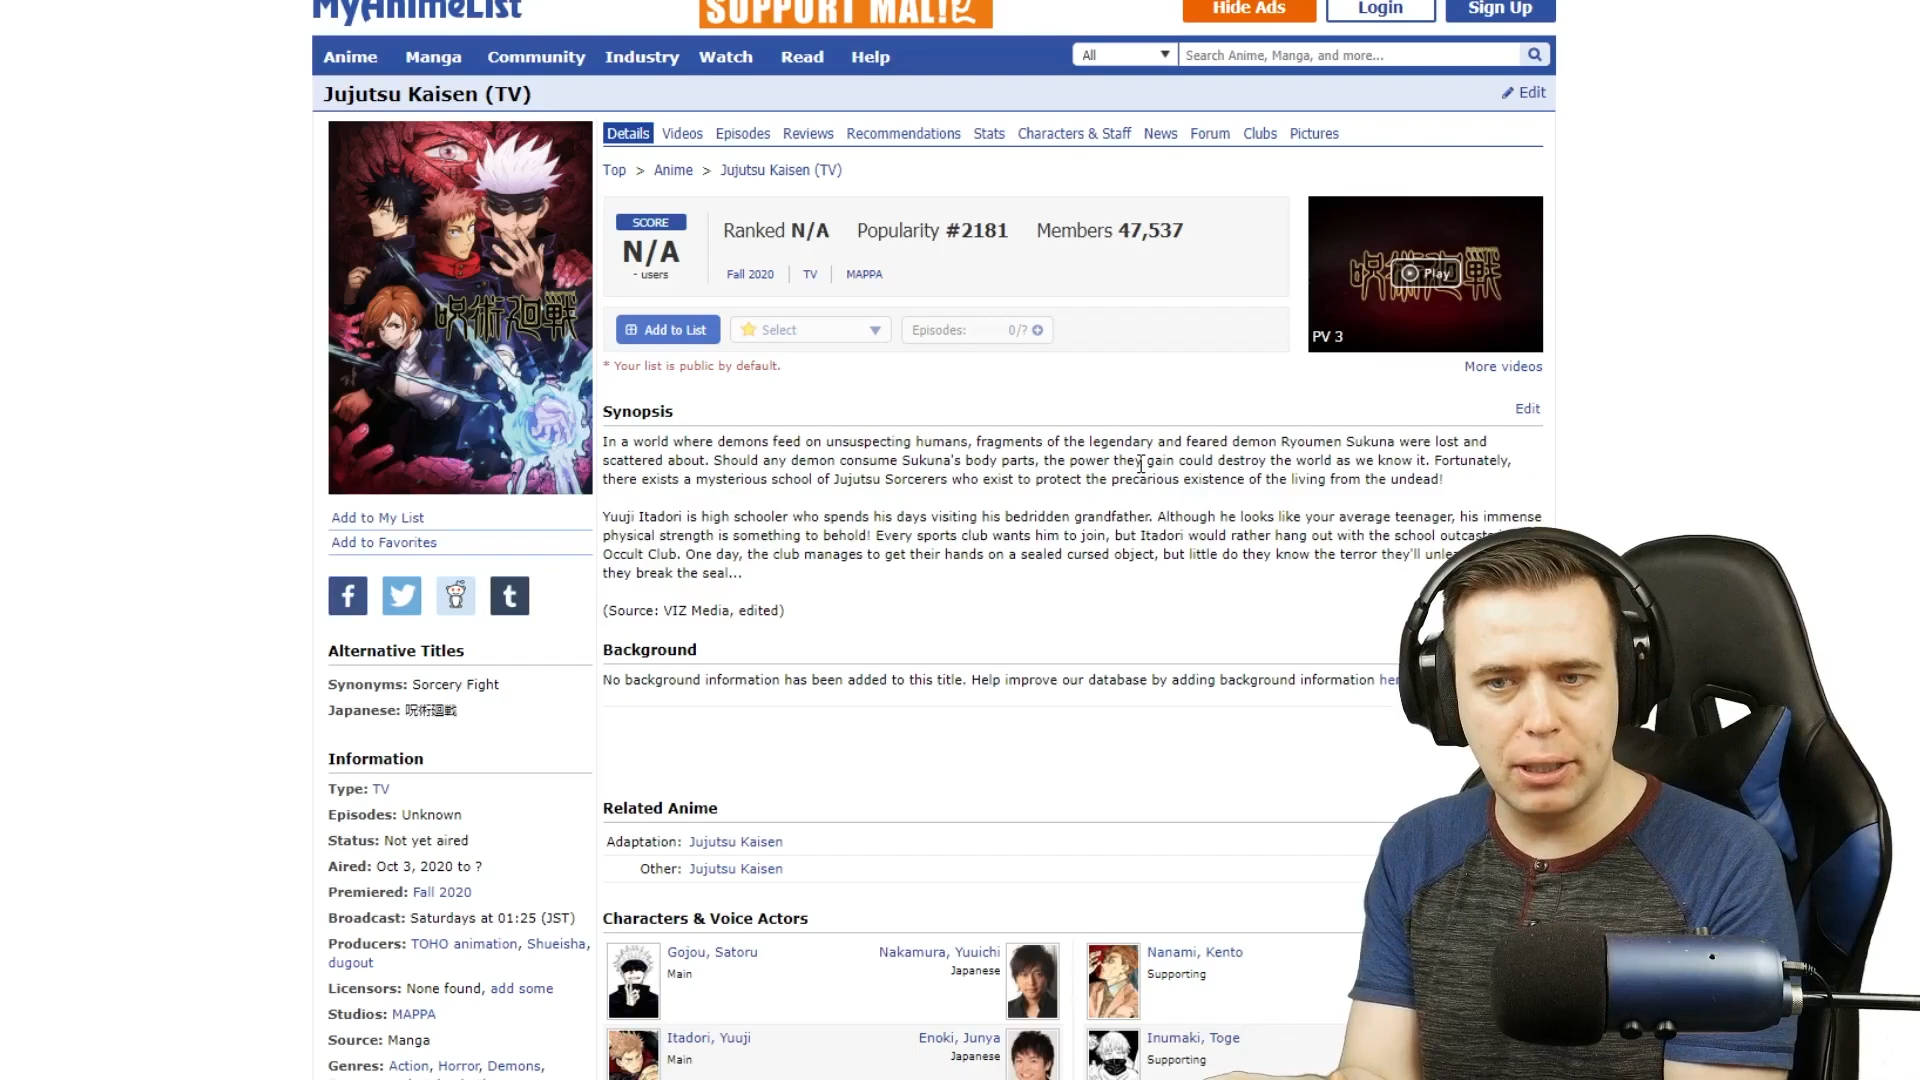 MyAnimeList
SUPPORT MAL!
Hide Ads
Login
Sign Up
Anime Manga Community Industry Watch Read Help
All
Search Anime, Manga, and more...
Jujutsu Kaisen (TV)
Edit
Details Videos Episodes Reviews Recommendations Stats Characters & Staff News Forum Clubs Pictures
Top > Anime > Jujutsu Kaisen (TV)
SCORE
N/A
- users
Ranked N/A Popularity #2181 Members 47,537
Fall 2020 TV MAPPA
呪術廻戦
Play
PV 3
Add to List
Select
Episodes: 0/?
* Your list is public by default.
More videos
呪術廻戦
Synopsis
Edit
In a world where demons feed on unsuspecting humans, fragments of the legendary and feared demon Ryoumen Sukuna were lost and
scattered about. Should any demon consume Sukuna's body parts, the power they gain could destroy the world as we know it. Fortunately,
there exists a mysterious school of Jujutsu Sorcerers who exist to protect the precarious existence of the living from the undead!
Yuuji Itadori is high schooler who spends his days visiting his bedridden grandfather. Although he looks like your average teenager, his immense
physical strength is something to behold! Every sports club wants him to join, but Itadori would rather hang out with the school
Occult Club. One day, the club manages to get their hands on a sealed cursed object, but little do they know the terror they'll
they break the seal...
(Source: VIZ Media, edited)
Background
No background information has been added to this title. Help improve our database by adding background information
Related Anime
Adaptation: Jujutsu Kaisen
Other: Jujutsu Kaisen
Characters & Voice Actors
Gojou, Satoru
Main
Nakamura, Yuuichi
Japanese
Nanami, Kento
Supporting
Itadori, Yuuji
Main
Enoki, Junya
Japanese
Inumaki, Toge
Supporting
Add to My List
Add to Favorites
f
t
Alternative Titles
Synonyms: Sorcery Fight
Japanese: 呪術廻戦
Information
Type: TV
Episodes: Unknown
Status: Not yet aired
Aired: Oct 3, 2020 to ?
Premiered: Fall 2020
Broadcast: Saturdays at 01:25 (JST)
Producers: TOHO animation, Shueisha,
dugout
Licensors: None found, add some
Studios: MAPPA
Source: Manga
Genres: Action, Horror, Demons,